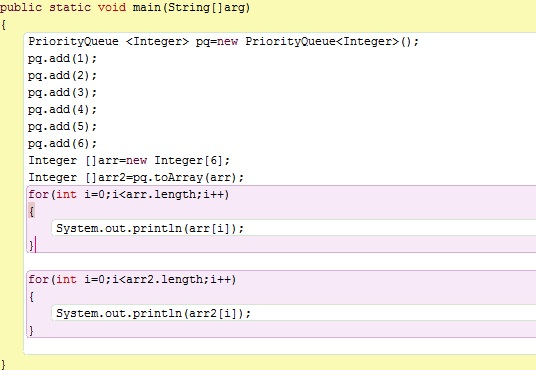 public static void main(String[]arg)
{
PriorityQueue <Integer> pq=new PriorityQueue<Integer>();
pq.add(1);
pq.add(2);
pq.add(3);
pq.add(4);
pq.add(5);
pq.add(6);
Integer []arr=new Integer[6];
Integer []arr2=pq.toArray(arr);
for(int i=0;i<arr.length;i++)
{
System.out.println(arr[i]);
}
for(int i=0;i<arr2.length;i++)
{
System.out.println(arr2[i]);
}
}